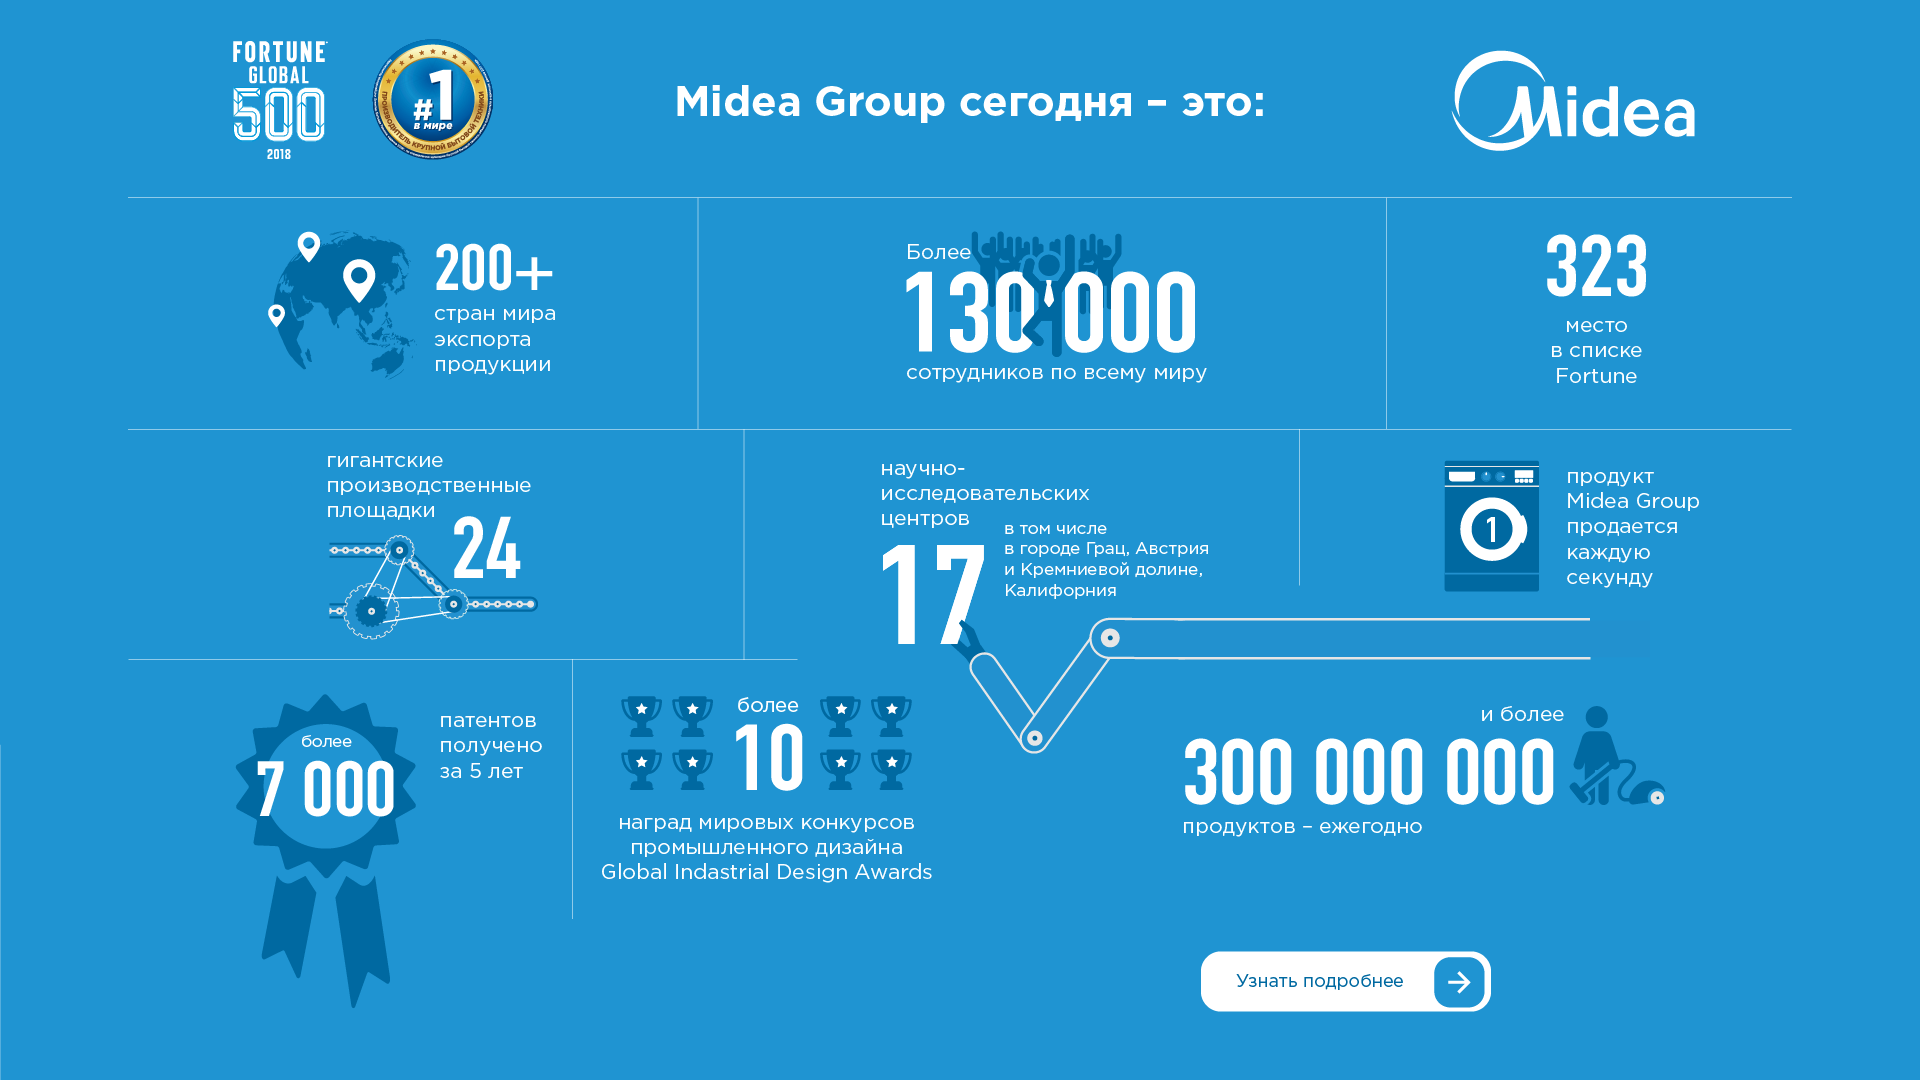 FORTUNE
GLOBAL
500
2018
#1
в мире
ПРОИЗВОДИТЕЛЬ КРУПНОЙ БЫТОВОЙ ТЕХНИКИ
Midea Group сегодня – это:
Midea
200+
стран мира
экспорта
продукции
Более
130 000
сотрудников по всему миру
323
место
в списке
Fortune
гигантские
производственные
площадки
24
научно-
исследовательских
центров
17
в том числе
в городе Грац, Австрия
и Кремниевой долине,
Калифорния
1
продукт
Midea Group
продается
каждую
секунду
более
7 000
патентов
получено
за 5 лет
более
10
наград мировых конкурсов
промышленного дизайна
Global Indastrial Design Awards
и более
300 000 000
продуктов – ежегодно
Узнать подробнее